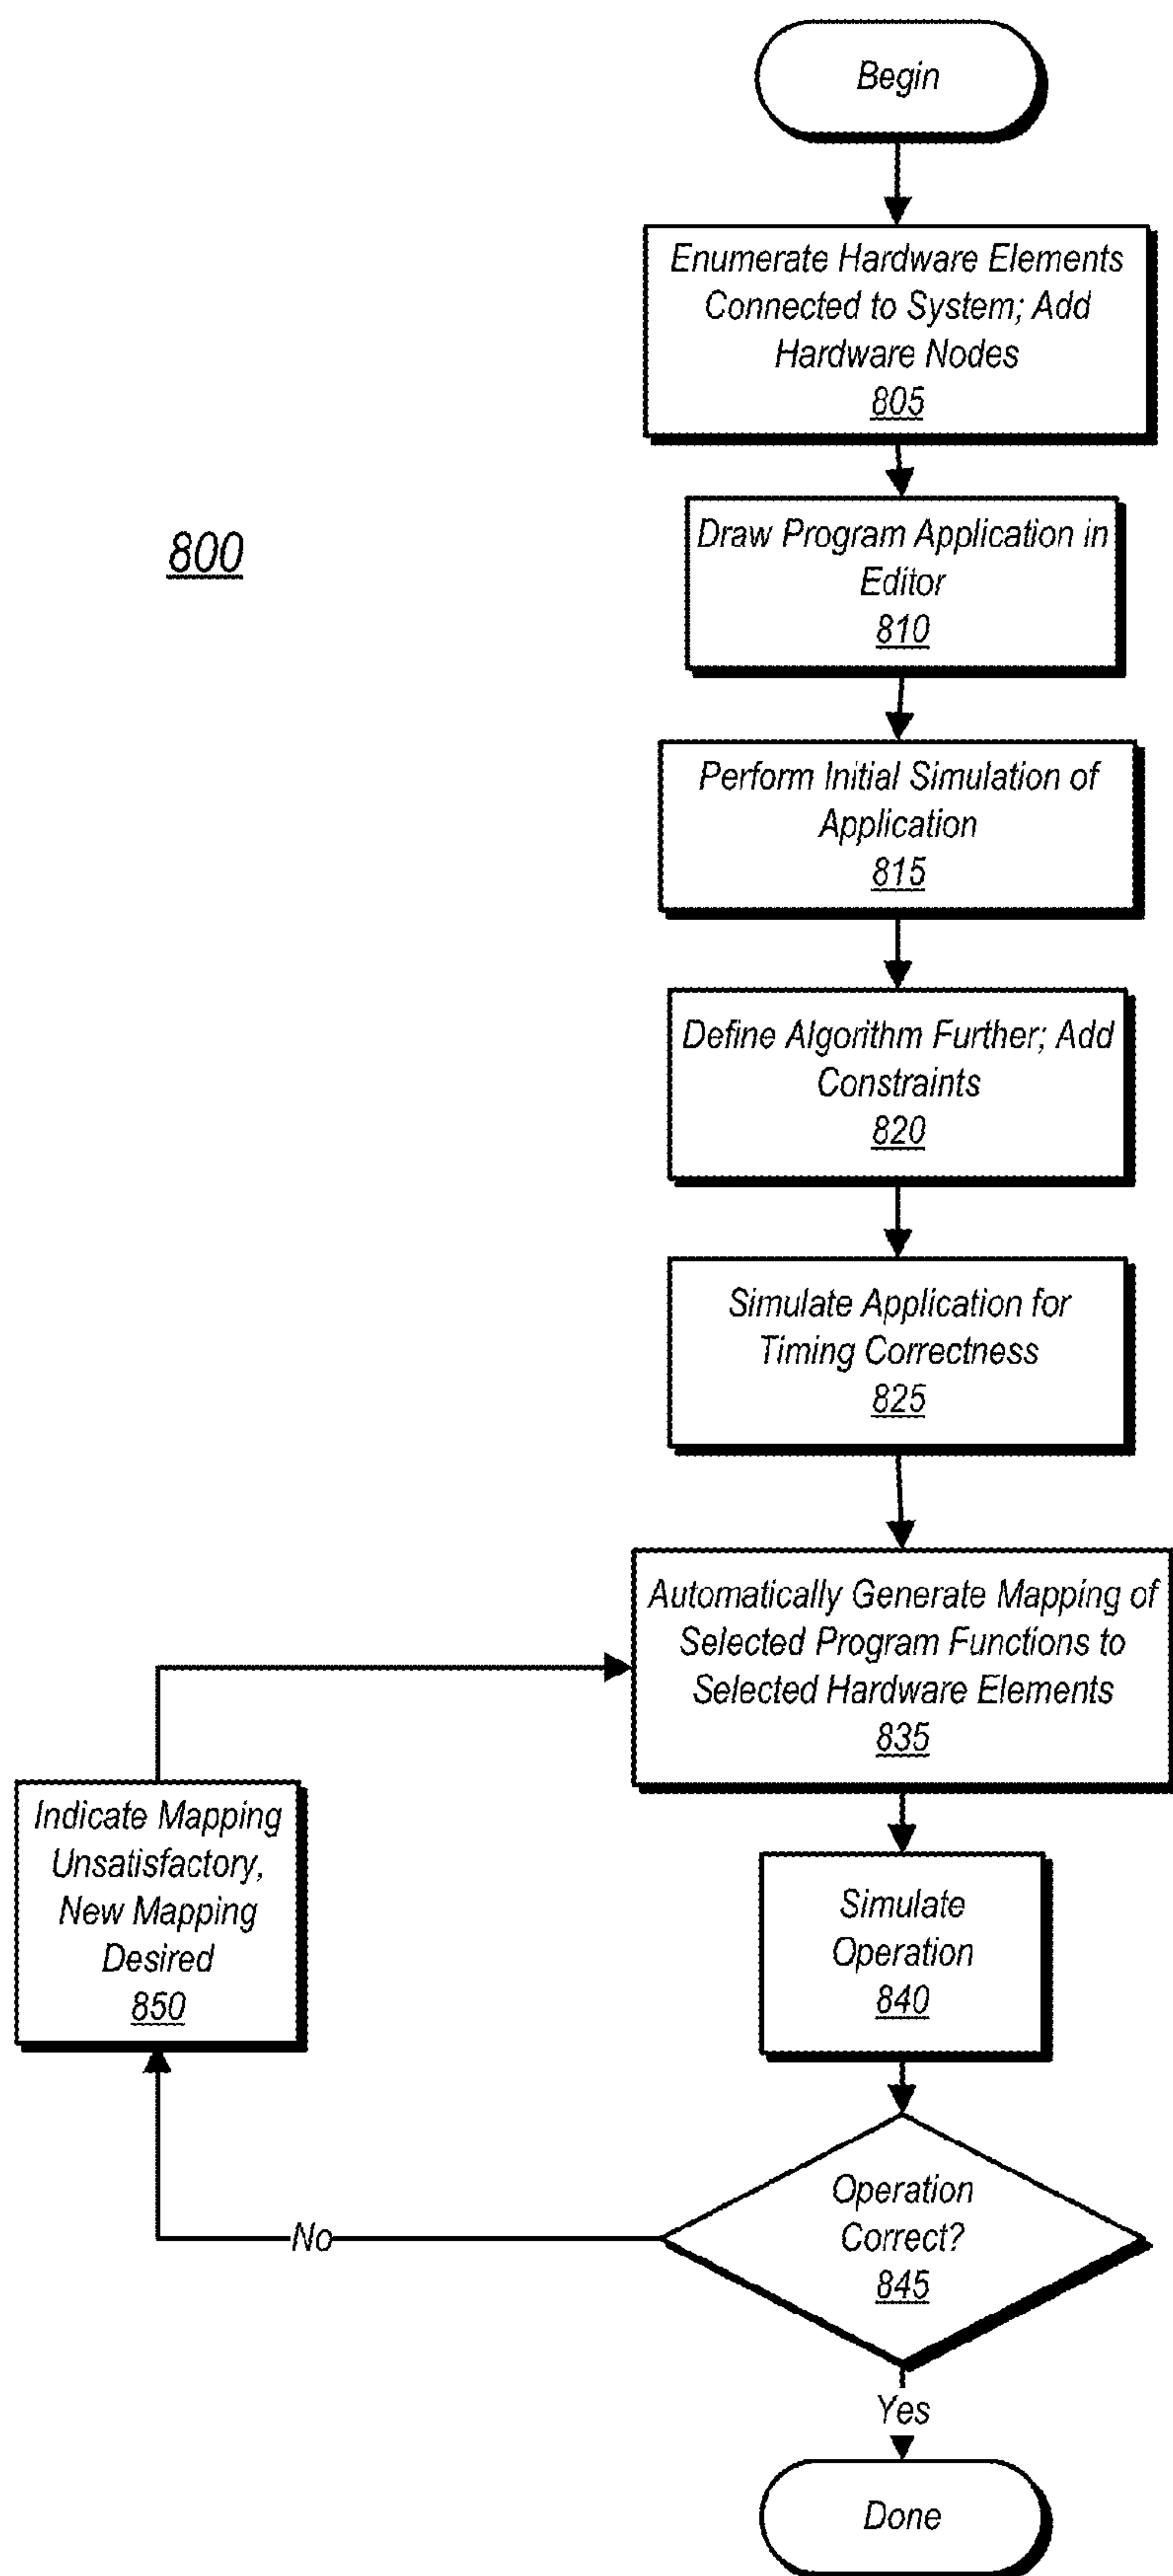 Begin
Enumerate Hardware Elements
Connected to System; Add
Hardware Nodes
805
800
Draw Program Application in
Editor
810
Perform Initial Simulation of
Application
815
Define Algorithm Further; Add
Constraints
820
Simulate Application for
Timing Correctness
825
Automatically Generate Mapping of
Selected Program Functions to
Selected Hardware Elements
835
Indicate Mapping
Unsatisfactory,
New Mapping
Desired
850
Simulate
Operation
840
Operation
Correct?
845
No
Yes
Done